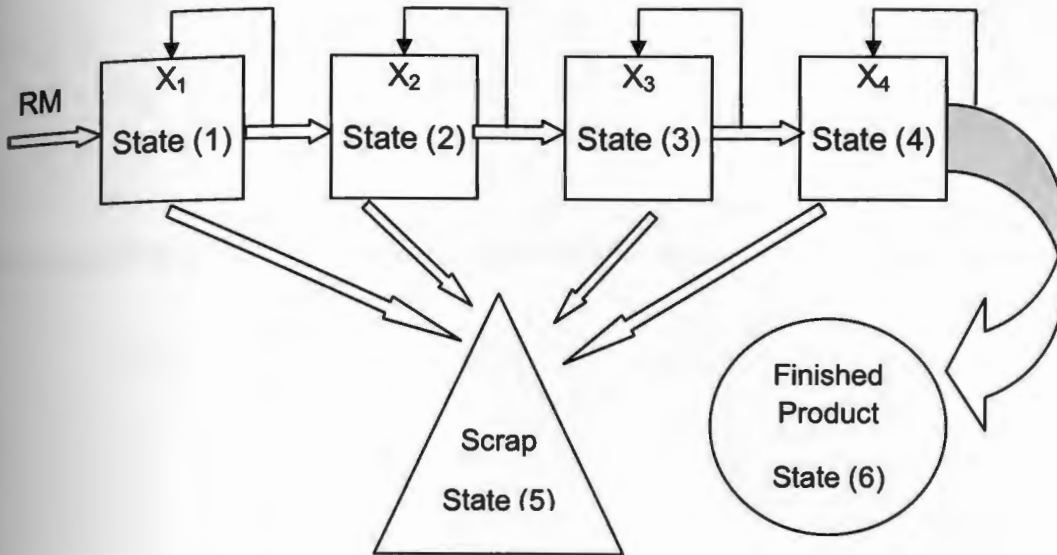 RM
X₁
State (1)
X₂
State (2)
X₃
State (3)
X₄
State (4)
Scrap
State (5)
Finished
Product
State (6)